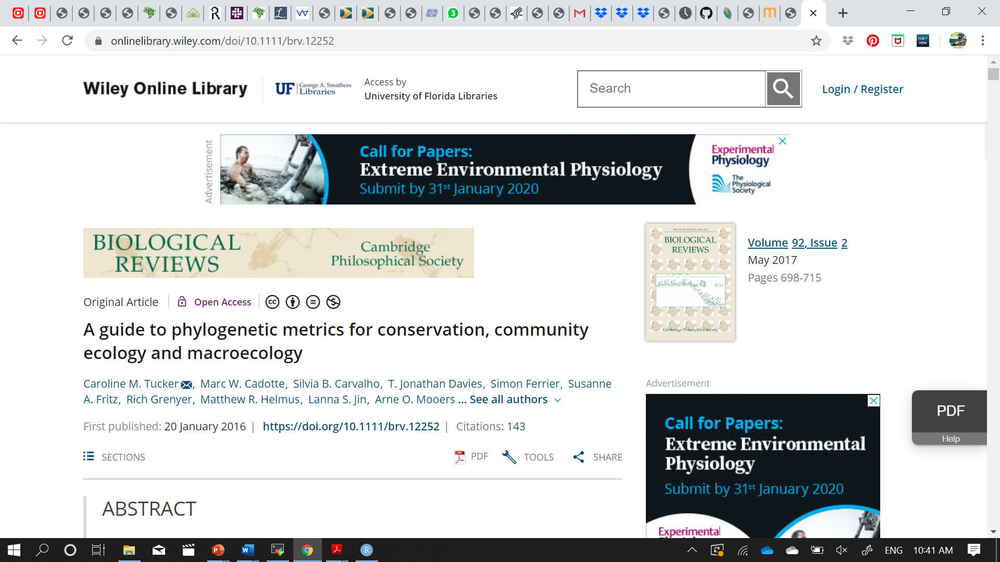 onlinelibrary.wiley.com/doi/10.1111/brv.12252
Wiley Online Library
UF George A. Smathers
Libraries
Access by
University of Florida Libraries
Search
Login / Register
Advertisement
Call for Papers:
Extreme Environmental Physiology
Submit by 31st January 2020
Experimental
Physiology
The
Physiological
Society
BIOLOGICAL
REVIEWS
Cambridge
Philosophical Society
BIOLOGICAL
REVIEWS
Cambridge Philosophical Society
Volume 92, Issue 2
May 2017
Pages 698-715
Original Article
Open Access
A guide to phylogenetic metrics for conservation, community
ecology and macroecology
Caroline M. Tucker, Marc W. Cadotte, Silvia B. Carvalho, T. Jonathan Davies, Simon Ferrier, Susanne
A. Fritz, Rich Grenyer, Matthew R. Helmus, Lanna S. Jin, Arne O. Mooers ... See all authors
First published: 20 January 2016 | https://doi.org/10.1111/brv.12252 | Citations: 143
SECTIONS
PDF
TOOLS
SHARE
ABSTRACT
Advertisement
Call for Papers:
Extreme Environmental
Physiology
Submit by 31st January 2020
Experimental
PDF
Help
ENG
10:41 AM